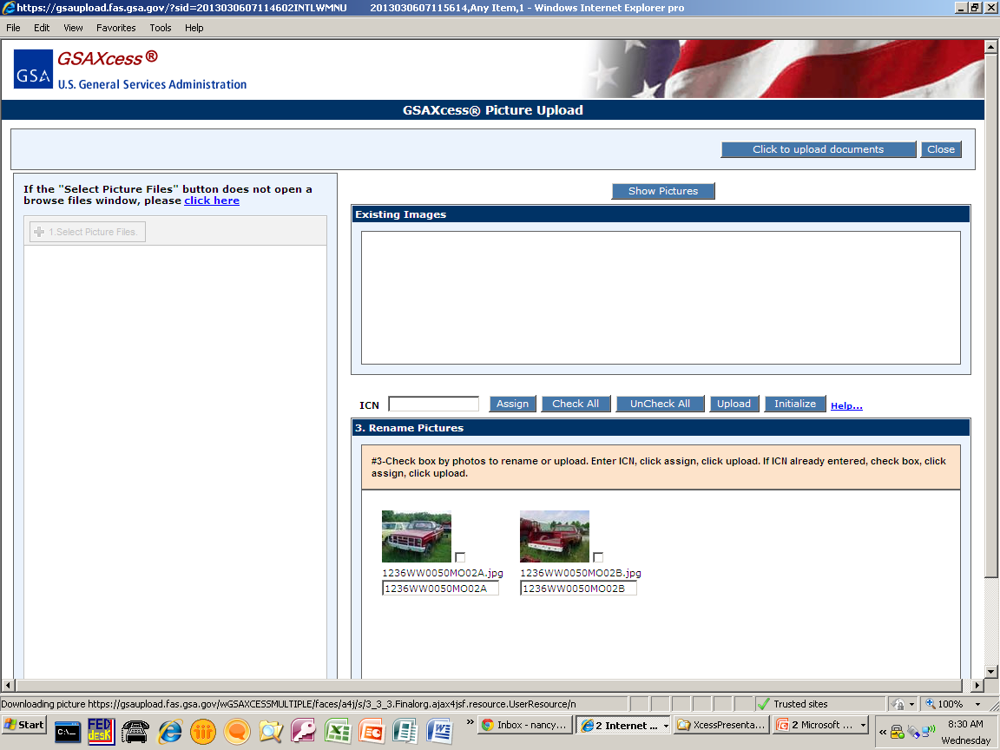 https://gsaupload.fas.gsa.gov/?sid=2013030607114602INTLWMNU 2013030607115614,Any Item,1 - Windows Internet Explorer pro
File Edit View Favorites Tools Help
GSA
GSAXcess ®
U.S. General Services Administration
GSAXcess® Picture Upload
Click to upload documents Close
If the "Select Picture Files" button does not open a
browse files window, please click here
1.Select Picture Files.
Show Pictures
Existing Images
ICN Assign Check All UnCheck All Upload Initialize Help...
3. Rename Pictures
#3-Check box by photos to rename or upload. Enter ICN, click assign, click upload. If ICN already entered, check box, click
assign, click upload.
1236WW0050MO02A.jpg 1236WW0050MO02B.jpg
1236WW0050MO02A 1236WW0050MO02B
Downloading picture https://gsaupload.fas.gsa.gov/wGSAXCESSMULTIPLE/faces/a4j/s/3_3_3.Finalorg.ajax4jsf.resource.UserResource/n Trusted sites 100%
Start C:\_ FED desK » Inbox - nancy... 2 Internet ... XcessPresenta... 2 Microsoft ... « 8:30 AM
Wednesday